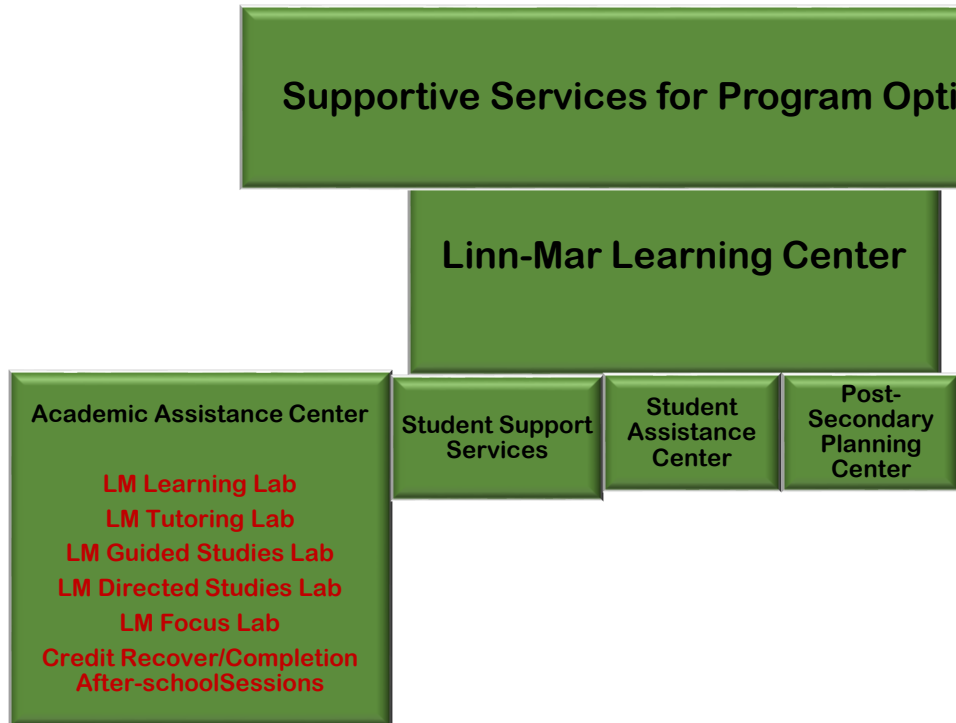 Supportive Services for Program Opti
Linn-Mar Learning Center
Academic Assistance Center
LM Learning Lab
LM Tutoring Lab
LM Guided Studies Lab
LM Directed Studies Lab
LM Focus Lab
Credit Recover/Completion
After-schoolSessions
Student Support
Services
Student
Assistance
Center
Post-
Secondary
Planning
Center